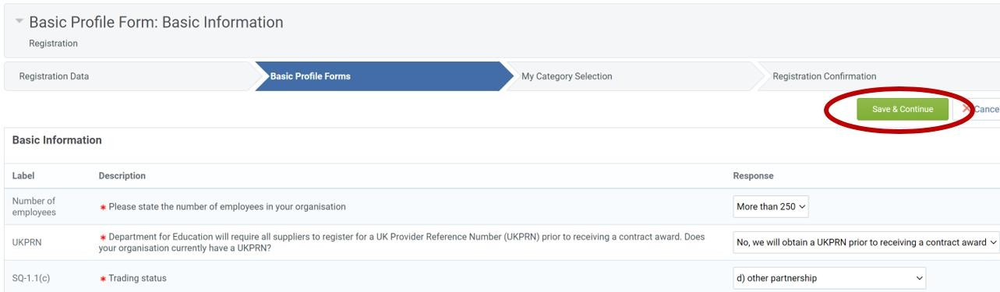 Basic Profile Form: Basic Information
Registration
Registration Data
Basic Profile Forms
My Category Selection
Registration Confirmation
Save & Continue
Cance
Basic Information
Label Description Response
Number of
employees
* Please state the number of employees in your organisation
More than 250
UKPRN
* Department for Education will require all suppliers to register for a UK Provider Reference Number (UKPRN) prior to receiving a contract award. Does
your organisation currently have a UKPRN?
No, we will obtain a UKPRN prior to receiving a contract award
SQ-1.1(c)
* Trading status
d) other partnership